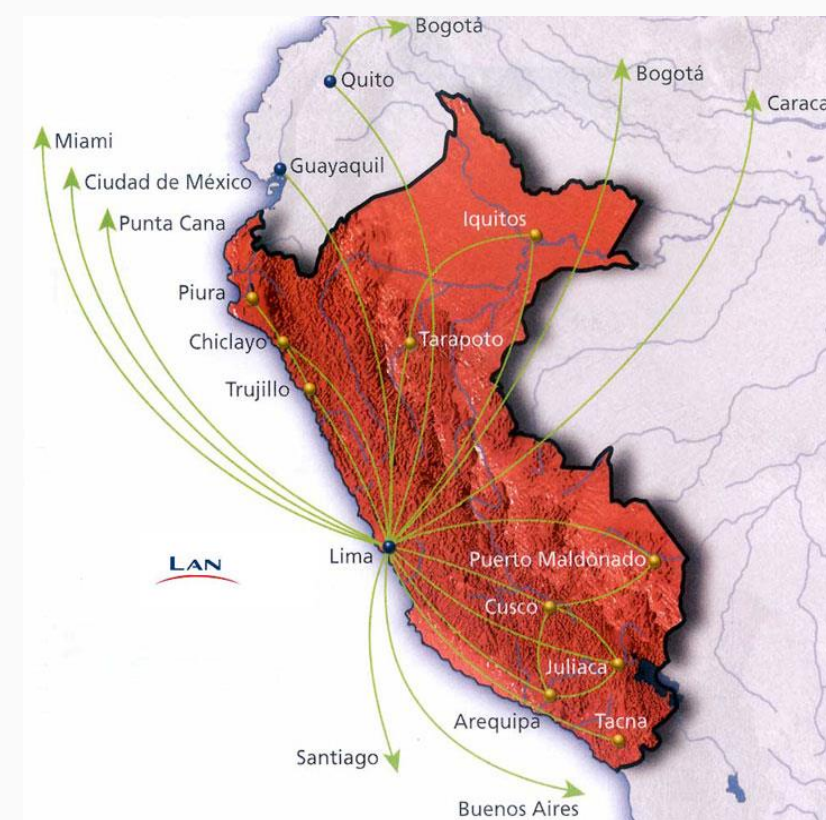 Bogotá
Quito
Bogotá
Caraca
Miami
Guayaquil
Ciudad de México
Punta Cana
Iquitos
Piura
Chiclayo
Tarapoto
Trujillo
Lima
LAN
Puerto Maldonado
Cusco
Juliaca
Arequipa
Tacna
Santiago
Buenos Aires